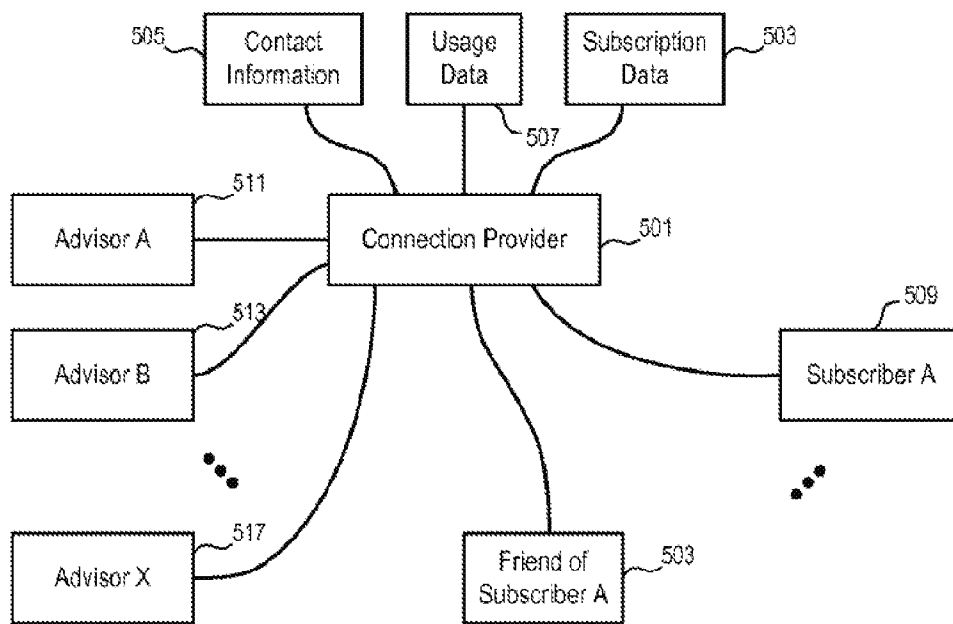 505
Contact
Information
Usage
Data
507
Subscription
Data
503
511
Advisor A
Connection Provider
501
513
Advisor B
509
Subscriber A
517
Advisor X
Friend of
Subscriber A
503